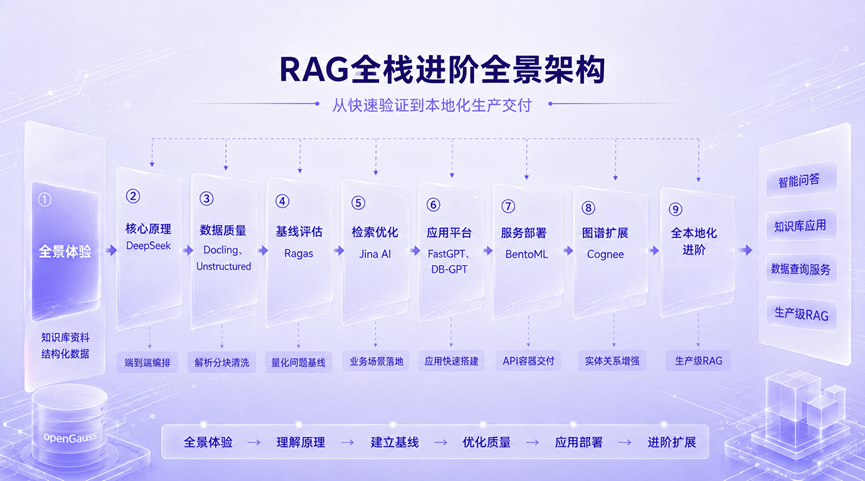 RAG全栈进阶全景架构
从快速验证到本地化生产交付
①
全景体验
知识库资料
结构化数据
openGauss
②
核心原理
DeepSeek
端到端编排
③
数据质量
Docling、
Unstructured
解析分块清洗
④
基线评估
Ragas
量化问题基线
⑤
检索优化
Jina AI
业务场景落地
⑥
应用平台
FastGPT、
DB-GPT
应用快速搭建
⑦
服务部署
BentoML
API容器交付
⑧
图谱扩展
Cognee
实体关系增强
⑨
全本地化
进阶
生产级RAG
智能问答
知识库应用
数据查询服务
生产级RAG
全景体验 → 理解原理 → 建立基线 → 优化质量 → 应用部署 → 进阶扩展